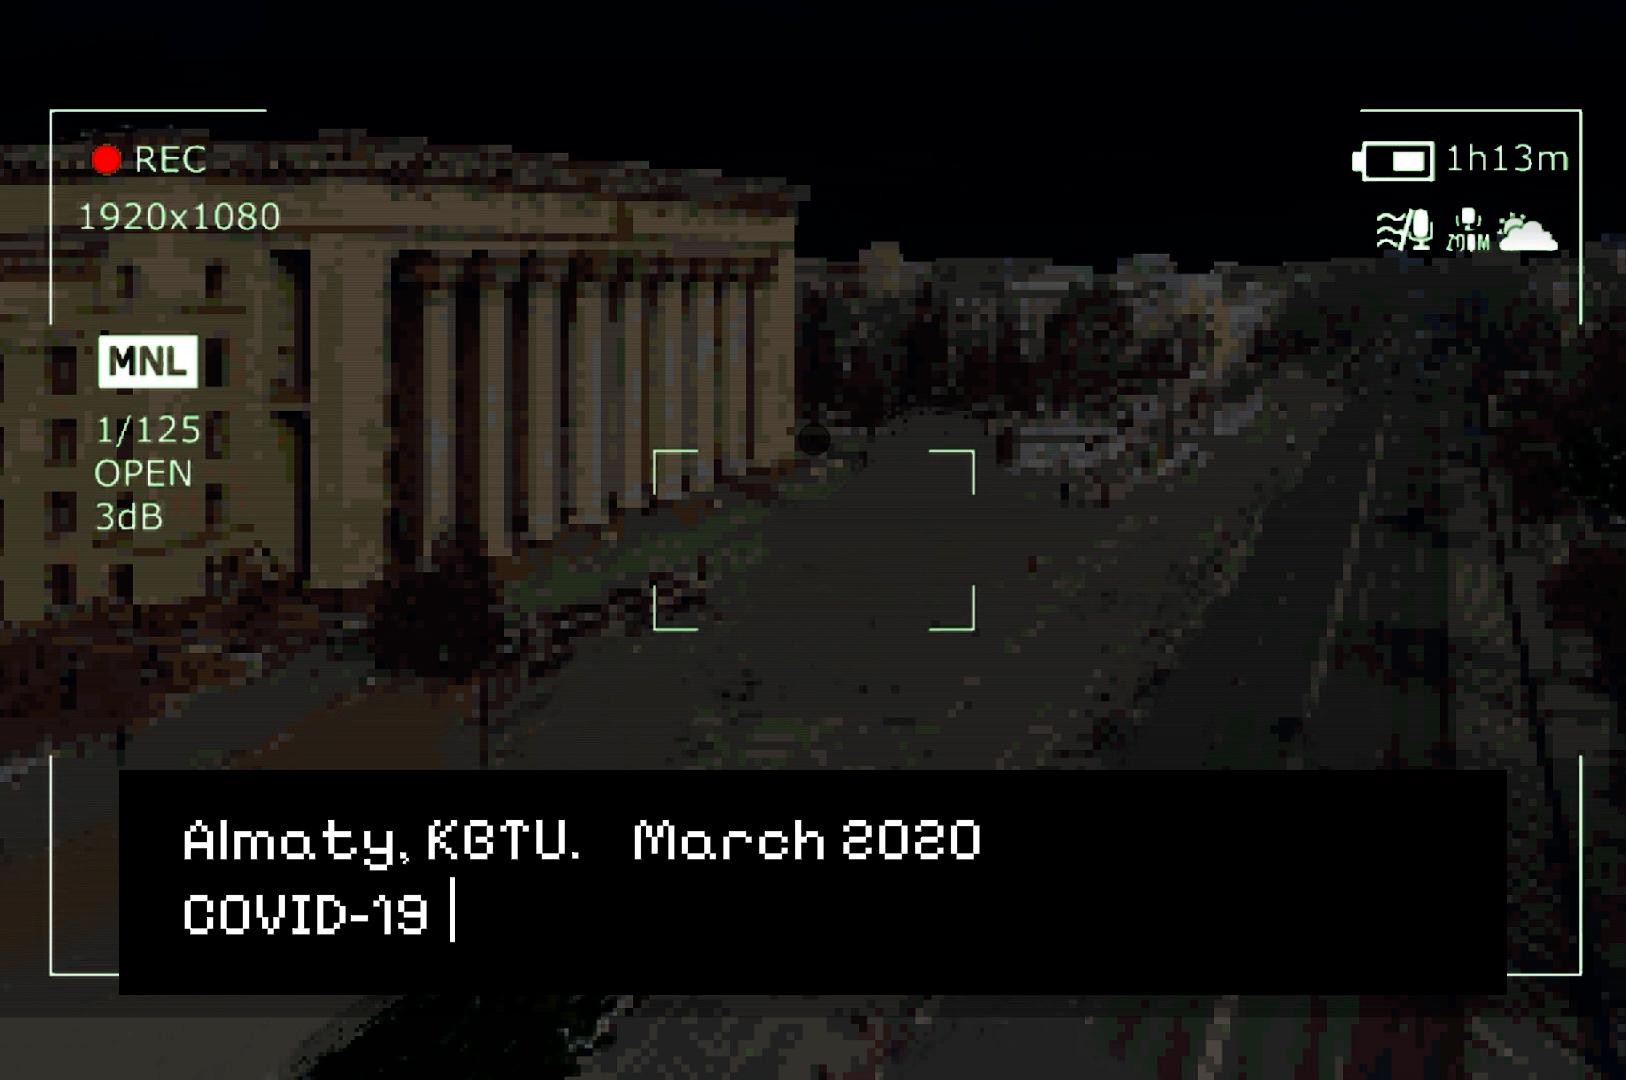 REC
1h13m
1920x1080
ZOOM
MNL
1/125
OPEN
3dB
Almaty, KBTU. March 2020
COVID-19